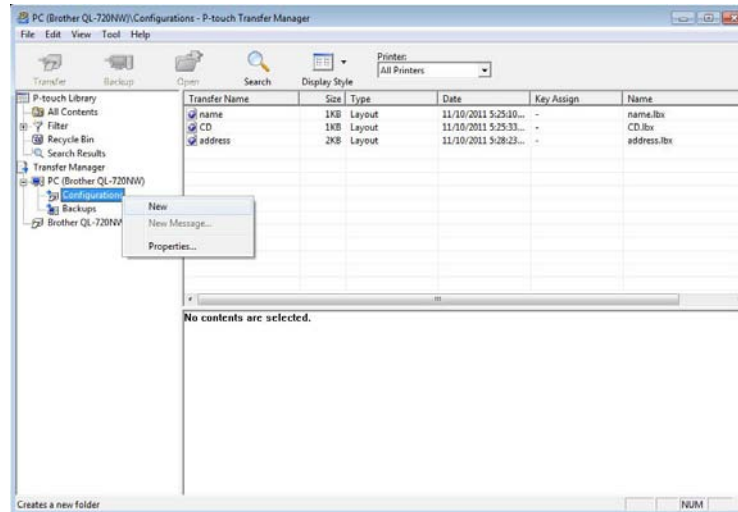 PC (Brother QL-720NW)\Configurations - P-touch Transfer Manager
File Edit View Tool Help
Transfer Backup Open Search Display Style
Printer:
All Printers
P-touch Library
All Contents
Filter
Recycle Bin
Search Results
Transfer Manager
PC (Brother QL-720NW)
Configurations
Backups
Brother QL-720NW
New
New Message...
Properties...
Transfer Name Size Type Date Key Assign Name
name 1KB Layout 11/10/2011 5:25:10... - name.lbx
CD 1KB Layout 11/10/2011 5:25:33... - CD.lbx
address 2KB Layout 11/10/2011 5:28:23... - address.lbx
No contents are selected.
Creates a new folder
NUM